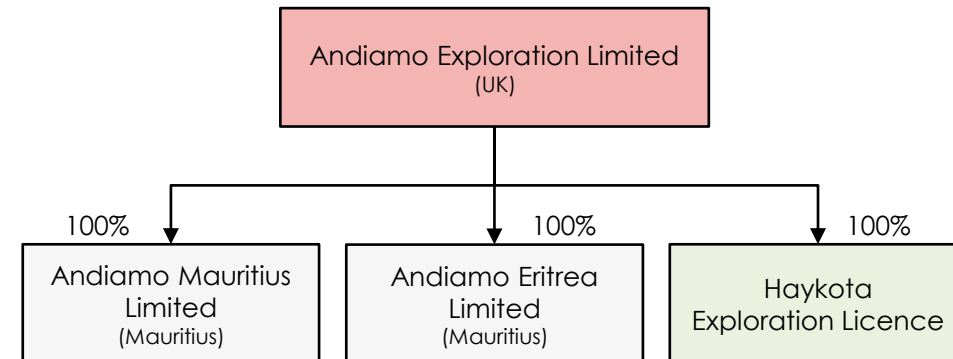 Andiamo Exploration Limited
(UK)
100%
100%
100%
Andiamo Mauritius
Limited
(Mauritius)
Andiamo Eritrea
Limited
(Mauritius)
Haykota
Exploration Licence